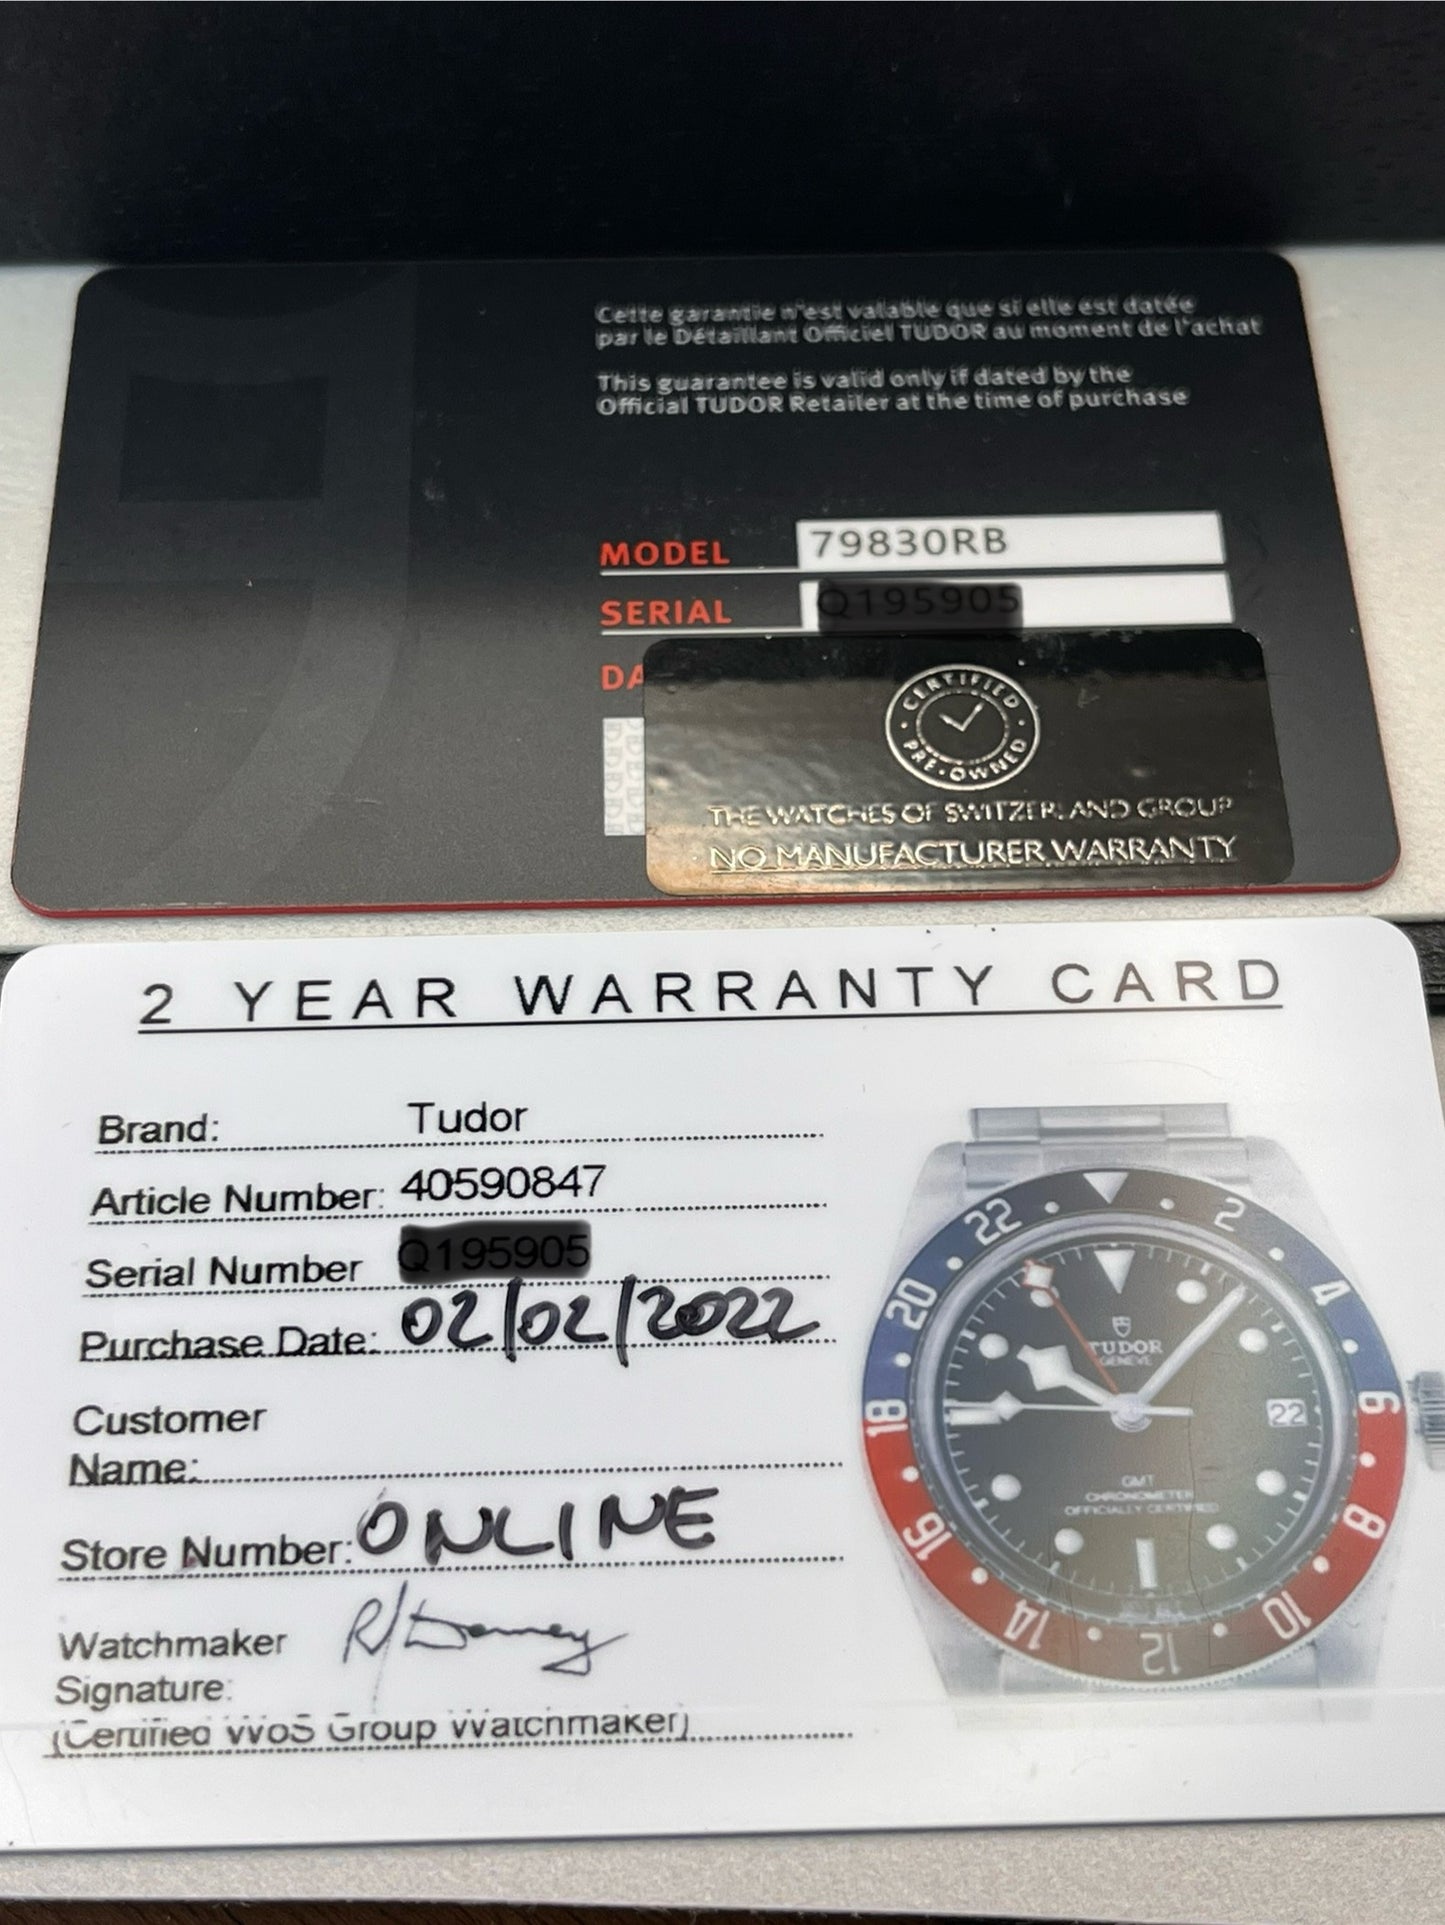 Cette garantie n'est valable que si elle est datée
par le Détaillant Officiel TUDOR au moment de l'achat
This guarantee is valid only if dated by the
Official TUDOR Retailer at the time of purchase
MODEL 79830RB
SERIAL Q195905
DA
CERTIFIED
PRE-OWNED
THE WATCHES OF SWITZERLAND GROUP
NO MANUFACTURER WARRANTY
2 YEAR WARRANTY CARD
Brand: Tudor
Article Number: 40590847
Serial Number Q195905
Purchase Date: 02/02/2022
Customer
Name:
Store Number: ONLINE
Watchmaker
Signature:
(Certified WoS Group Watchmaker)
2 4 6 8 10 12 14 16 18 20 22
TUDOR
GENEVE
22
GMT
CHRONOMETER
OFFICIALLY CERTIFIED